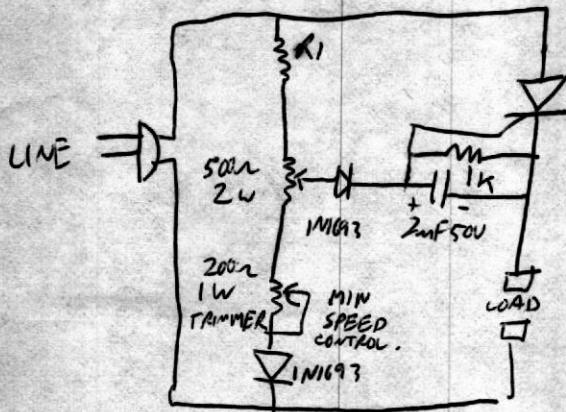 R1
LINE
500Ω
2W
1N1693
1K
+
-
2mF 50V
200Ω
1W
TRIMMER
MIN
SPEED
CONTROL.
LOAD
1N1693